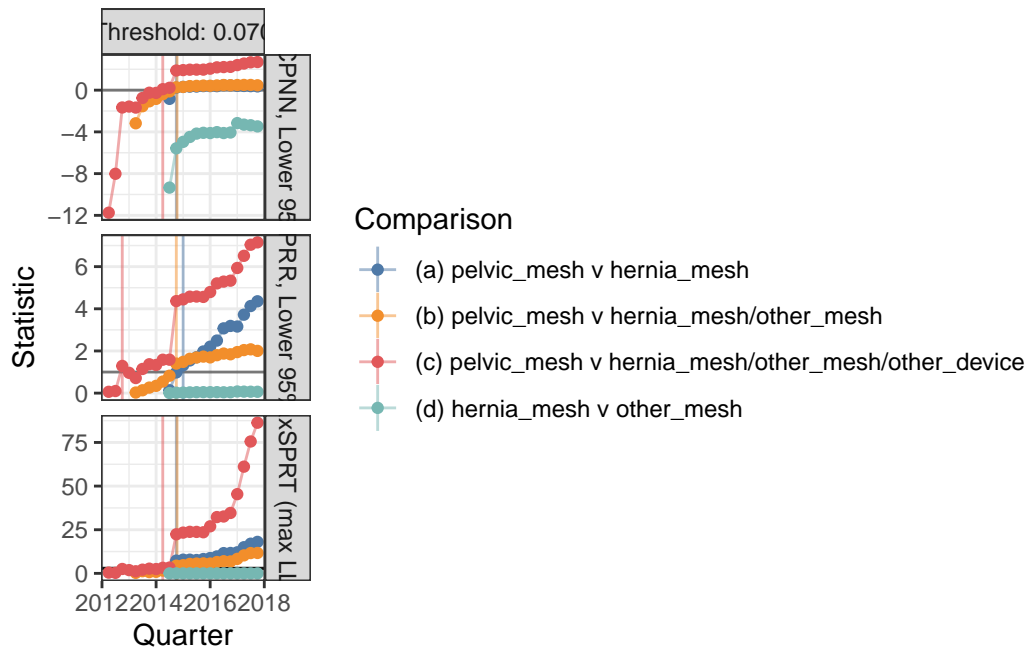 Threshold: 0.070
CPNN, Lower 95
0
−4
−8
−12
PRR, Lower 95%
6
4
2
0
xSPRT (max LL
75
50
25
0
2012 2014 2016 2018
Quarter
Statistic
Comparison
(a) pelvic_mesh v hernia_mesh
(b) pelvic_mesh v hernia_mesh/other_mesh
(c) pelvic_mesh v hernia_mesh/other_mesh/other_device
(d) hernia_mesh v other_mesh